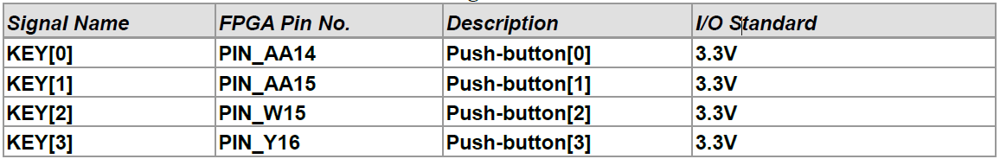 Signal Name FPGA Pin No. Description I/O Standard
KEY[0] PIN_AA14 Push-button[0] 3.3V
KEY[1] PIN_AA15 Push-button[1] 3.3V
KEY[2] PIN_W15 Push-button[2] 3.3V
KEY[3] PIN_Y16 Push-button[3] 3.3V